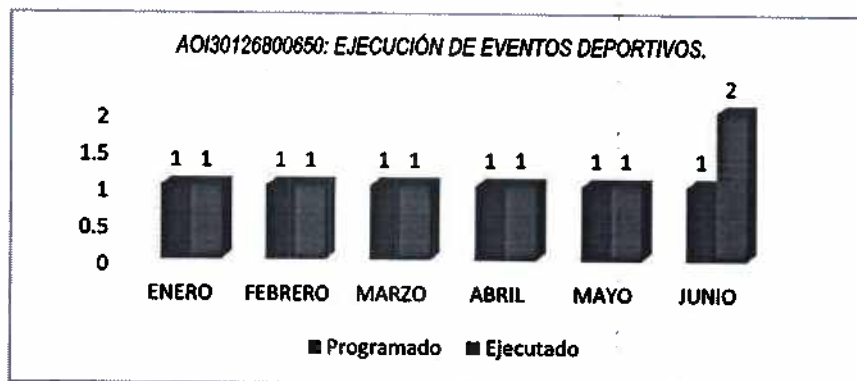 AOI30126800650: EJECUCIÓN DE EVENTOS DEPORTIVOS.
2
2
1 1 1 1 1 1 1 1 1 1 1
1.5
1
0.5
0
ENERO FEBRERO MARZO ABRIL MAYO JUNIO
Programado Ejecutado